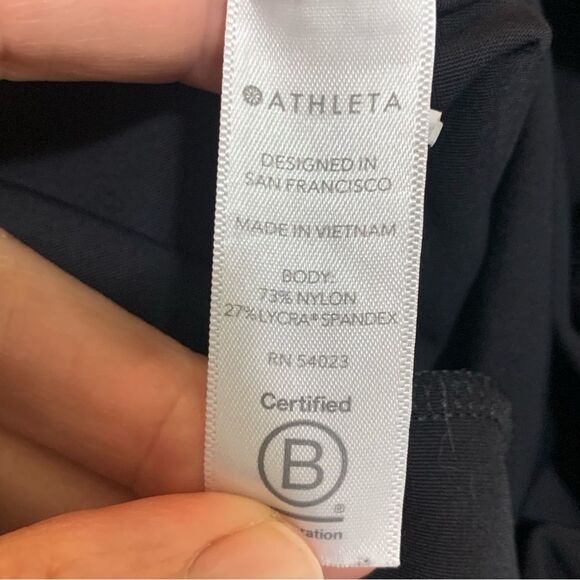 ATHLETA
DESIGNED IN
SAN FRANCISCO
MADE IN VIETNAM
BODY:
73% NYLON
27% LYCRA® SPANDEX
RN 54023
Certified
B
®